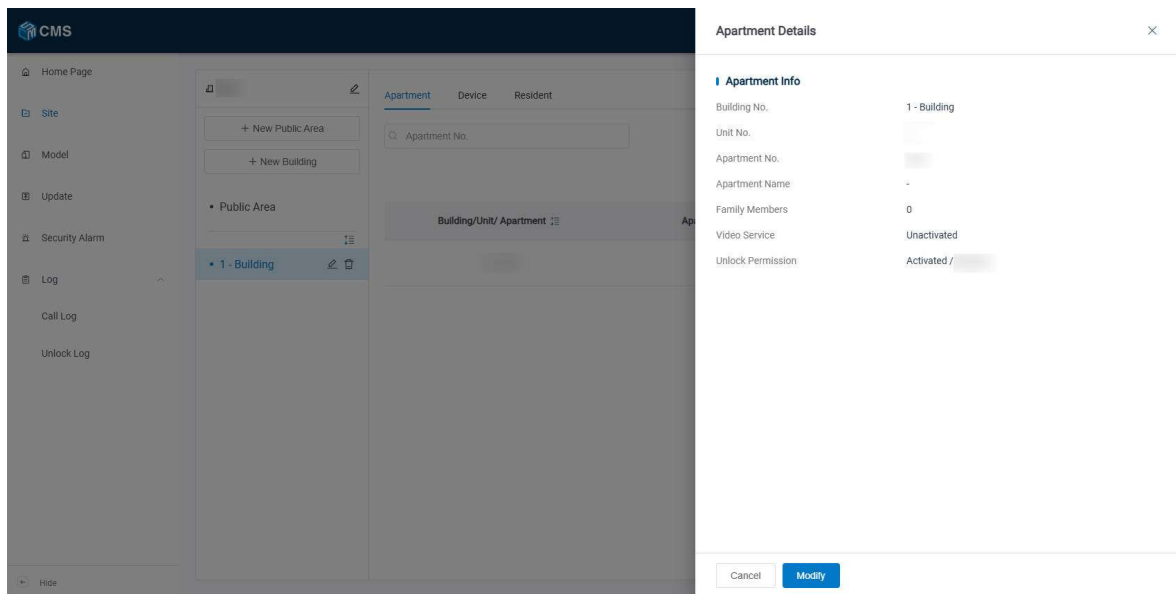 CMS
Home Page
Site
Model
Update
Security Alarm
Log
Call Log
Unlock Log
Hide
+ New Public Area
+ New Building
• Public Area
• 1 - Building
Apartment Device Resident
Apartment No.
Building/Unit/ Apartment
Apartment Details
Apartment Info
Building No. 1 - Building
Unit No.
Apartment No.
Apartment Name -
Family Members 0
Video Service Unactivated
Unlock Permission Activated /
Cancel Modify